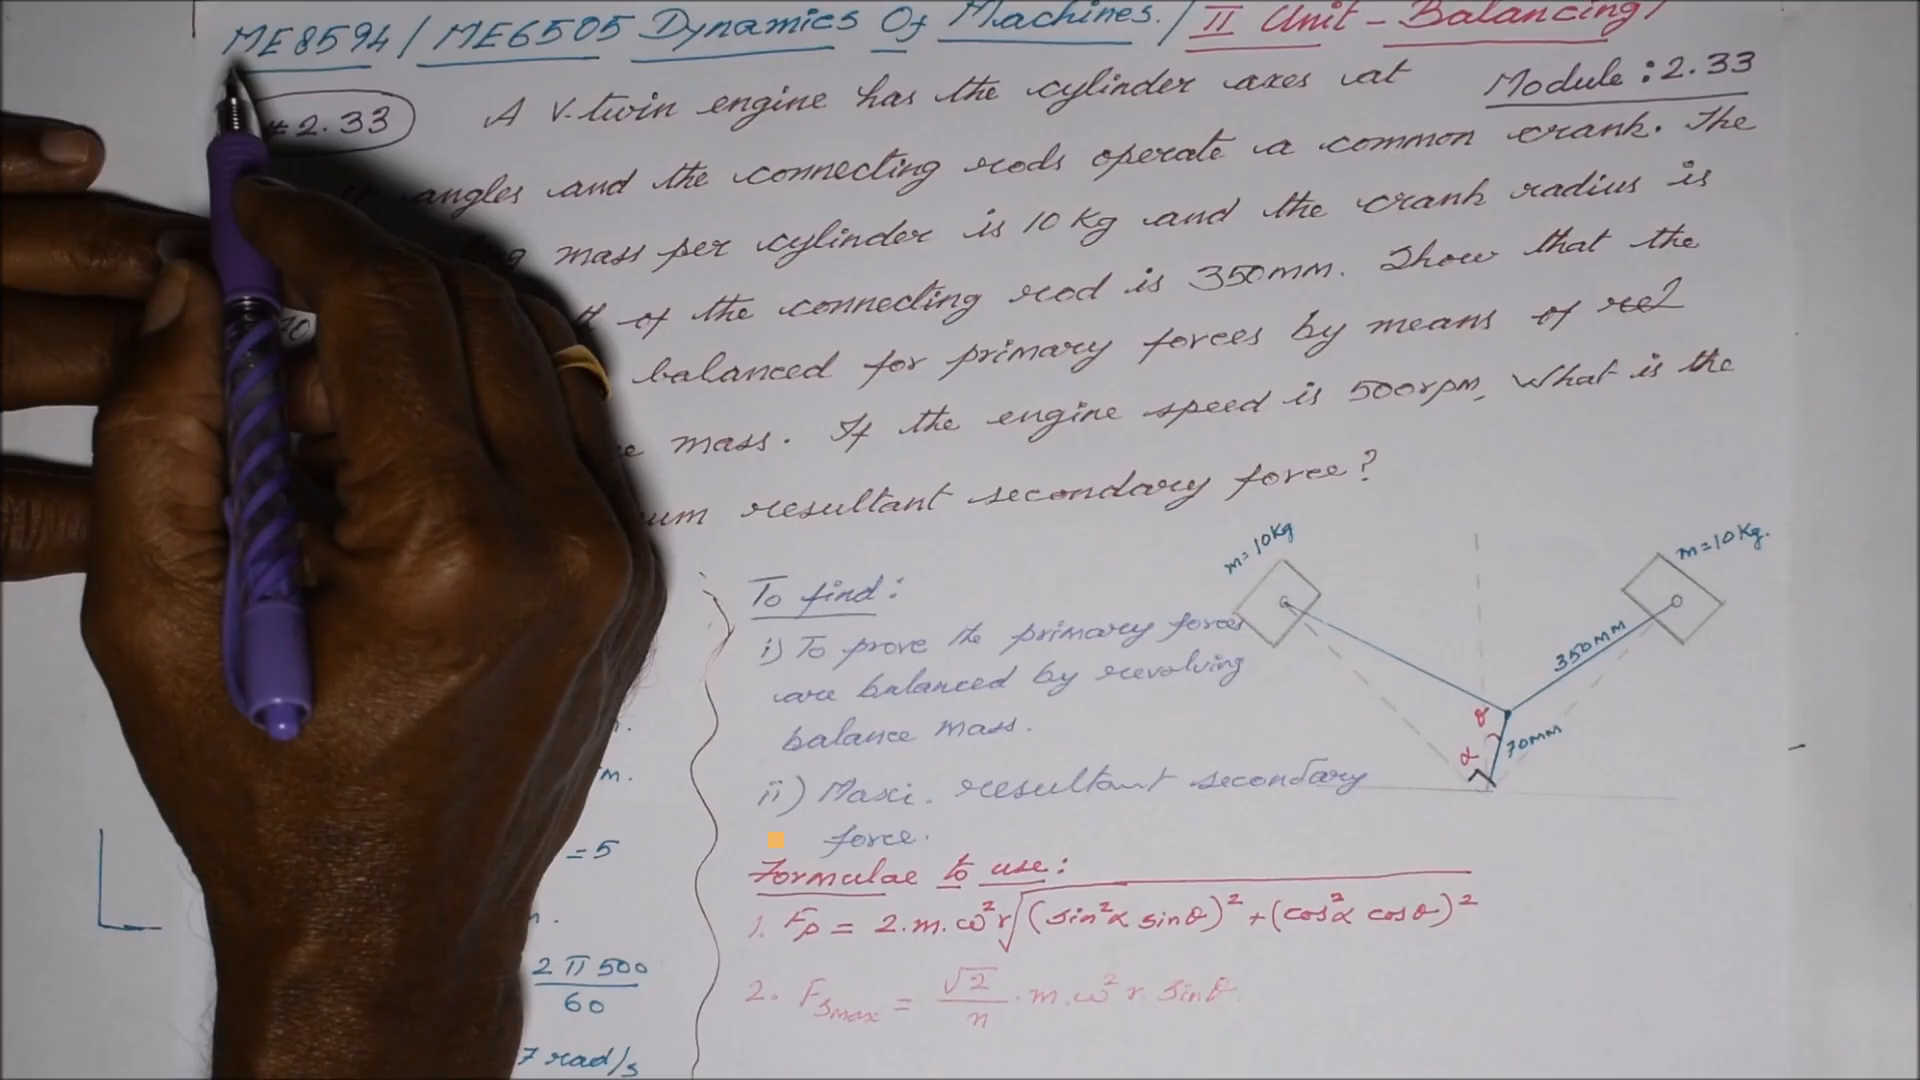 ME8594 / ME6505 Dynamics Of Machines. / II Unit - Balancing /
Module : 2.33
2.33 A V-twin engine has the cylinder axes at
angles and the connecting rods operate a common crank. The
mass per cylinder is 10 Kg and the crank radius is
70
of the connecting rod is 350mm. Show that the
balanced for primary forces by means of
mass. If the engine speed is 500rpm, What is the
resultant secondary force?
To find :
i) To prove the primary forces
are balanced by revolving
balance mass.
ii) Maxi. resultant secondary
force.
m=10Kg
m=10Kg.
350mm
70mm
θ
α
m.
=5
2 π 500
60
7 rad/s
Formulae to use :
1. Fp = 2.m.ω²r√(sin²α sinθ)² + (cos²α cosθ)²
2. Fsmax = √2/n . m.ω² r. sinθ